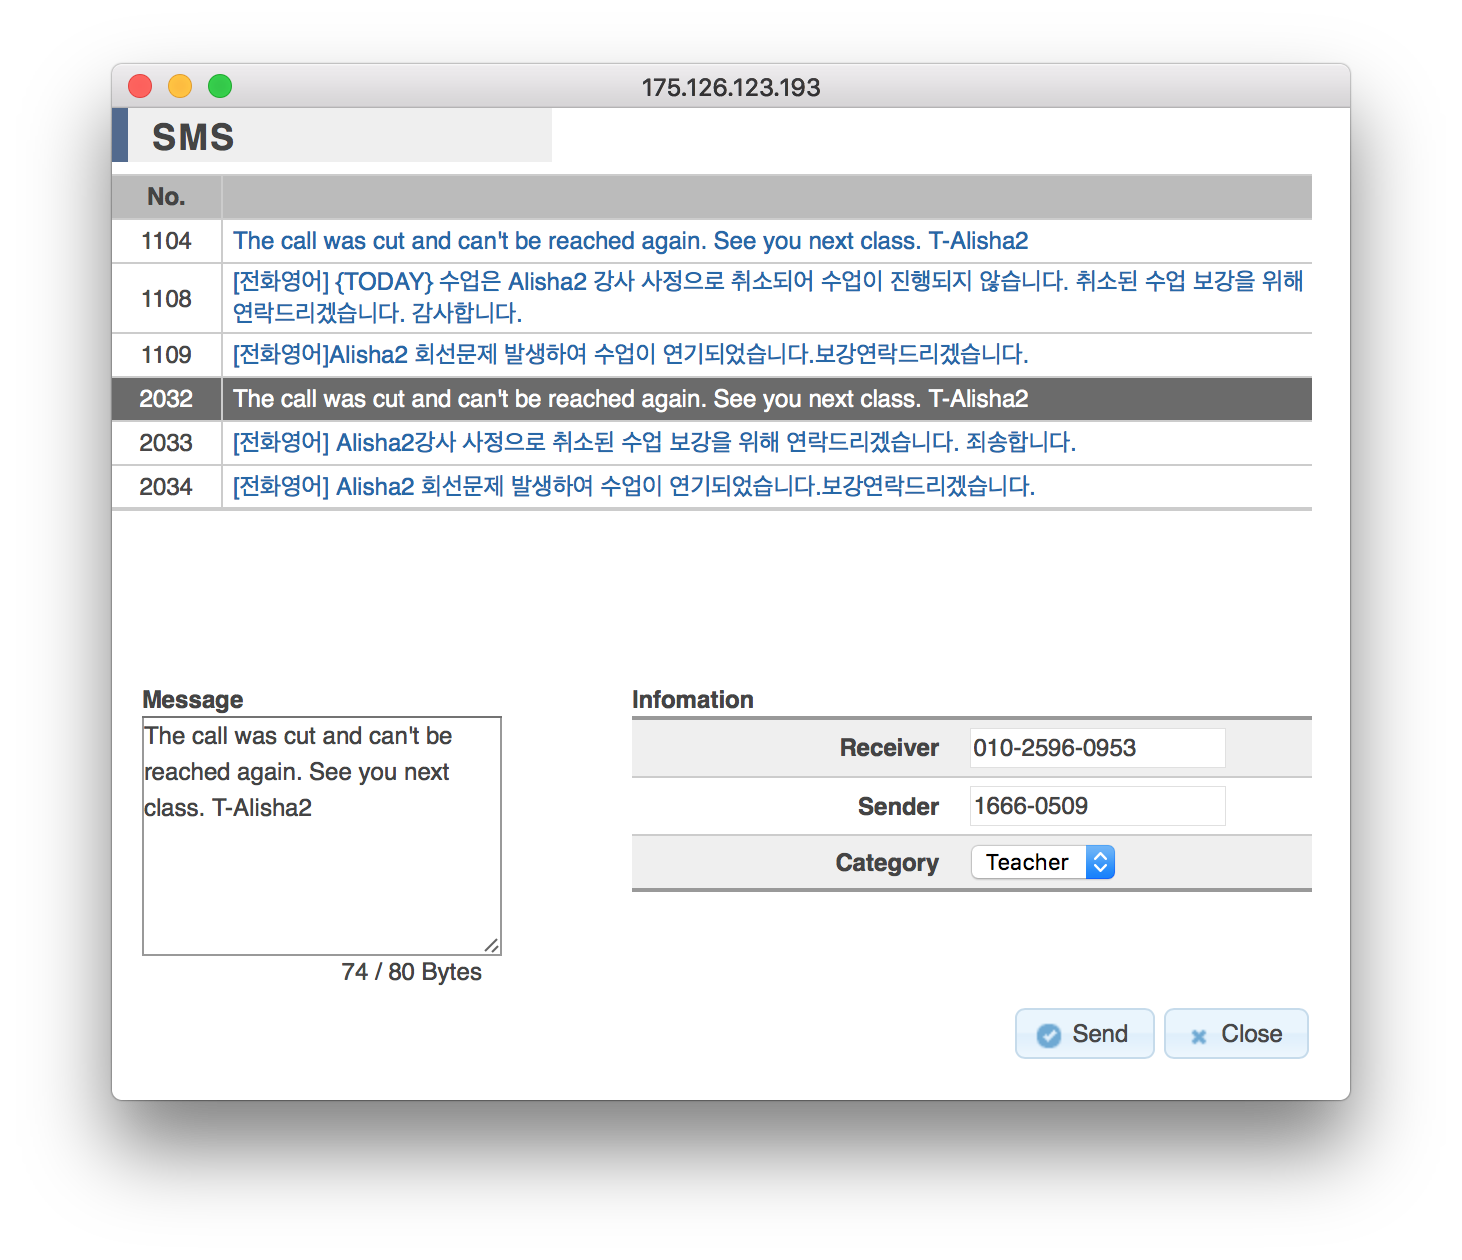 175.126.123.193
SMS
No.
1104 The call was cut and can't be reached again. See you next class. T-Alisha2
1108 [전화영어] {TODAY} 수업은 Alisha2 강사 사정으로 취소되어 수업이 진행되지 않습니다. 취소된 수업 보강을 위해
연락드리겠습니다. 감사합니다.
1109 [전화영어]Alisha2 회선문제 발생하여 수업이 연기되었습니다.보강연락드리겠습니다.
2032 The call was cut and can't be reached again. See you next class. T-Alisha2
2033 [전화영어] Alisha2강사 사정으로 취소된 수업 보강을 위해 연락드리겠습니다. 죄송합니다.
2034 [전화영어] Alisha2 회선문제 발생하여 수업이 연기되었습니다.보강연락드리겠습니다.
Message
The call was cut and can't be
reached again. See you next
class. T-Alisha2
74 / 80 Bytes
Infomation
Receiver 010-2596-0953
Sender 1666-0509
Category Teacher
Send Close